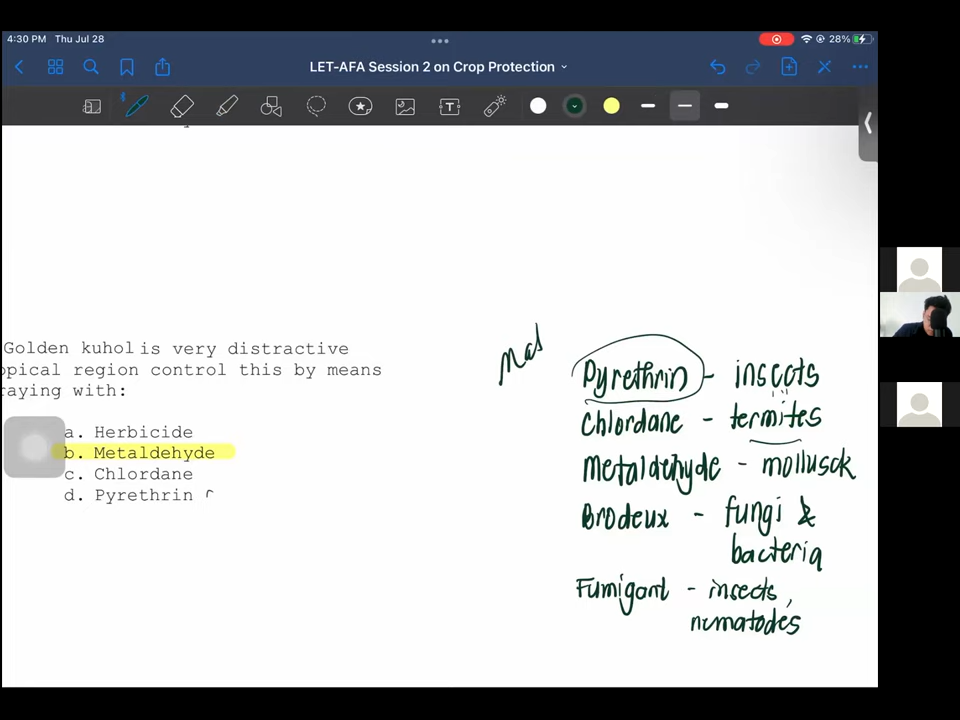 4:30 PM Thu Jul 28
28%
LET-AFA Session 2 on Crop Protection
Golden kuhol is very distractive
opical region control this by means
raying with:
a. Herbicide
b. Metaldehyde
c. Chlordane
d. Pyrethrin
Pyrethrin - insects
Chlordane - termites
Metaldehyde - mollusck
Brodeux - fungi &
bacteria
Fumigant - insects,
nematodes